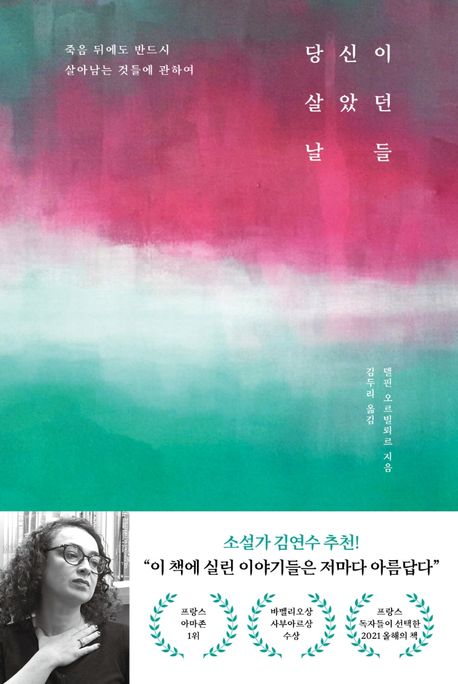 죽음 뒤에도 반드시
살아남는 것들에 관하여
당신이
살았던
날들
델핀 오르빌뢰르 지음
김두리 옮김
소설가 김연수 추천!
“이 책에 실린 이야기들은 저마다 아름답다”
프랑스
아마존
1위
바벨리오상
사부아르상
수상
프랑스
독자들이 선택한
2021 올해의 책